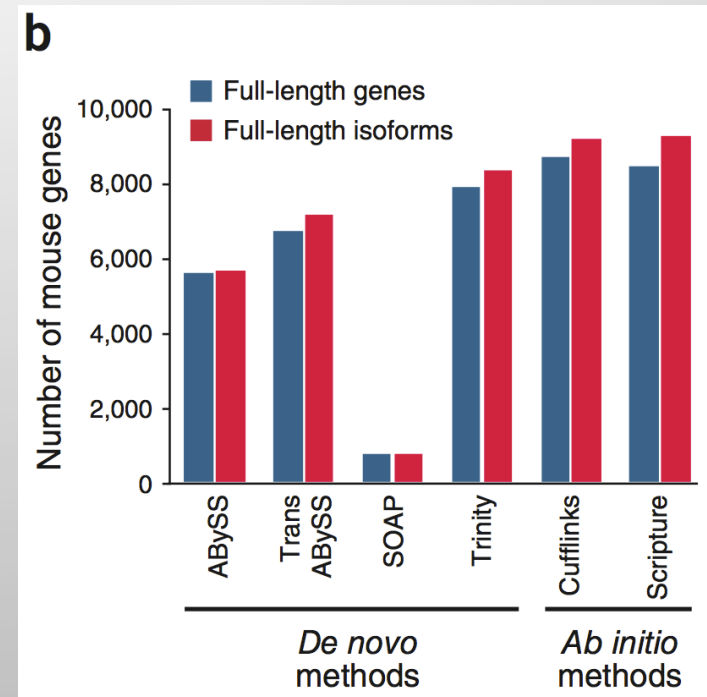 b
Full-length genes
Full-length isoforms
Number of mouse genes
10,000
8,000
6,000
4,000
2,000
0
ABySS
Trans
ABySS
SOAP
Trinity
Cufflinks
Scripture
De novo
methods
Ab initio
methods